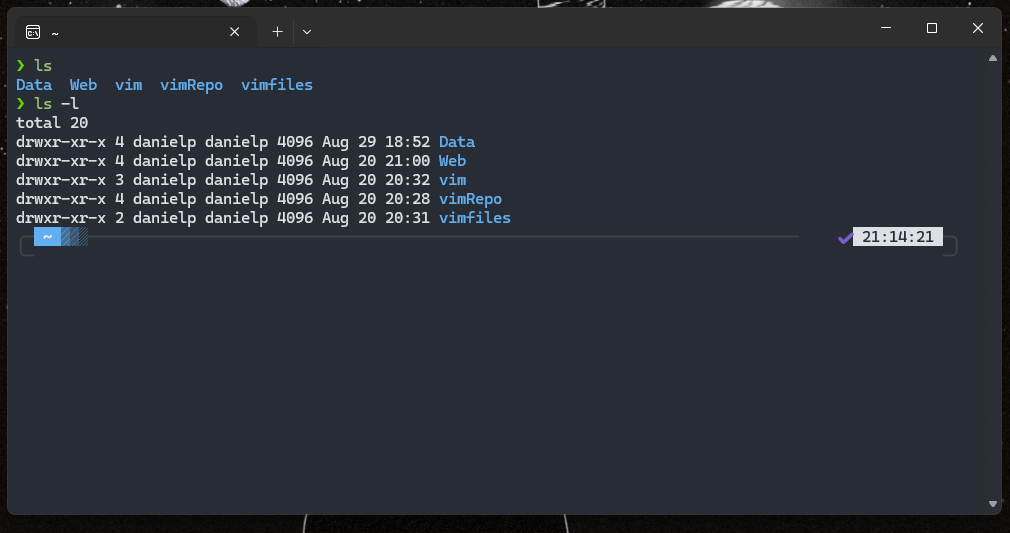 ~
❯ ls
Data  Web  vim  vimRepo  vimfiles
❯ ls -l
total 20
drwxr-xr-x 4 danielp danielp 4096 Aug 29 18:52 Data
drwxr-xr-x 4 danielp danielp 4096 Aug 20 21:00 Web
drwxr-xr-x 3 danielp danielp 4096 Aug 20 20:32 vim
drwxr-xr-x 4 danielp danielp 4096 Aug 20 20:28 vimRepo
drwxr-xr-x 2 danielp danielp 4096 Aug 20 20:31 vimfiles
~ ✔ 21:14:21